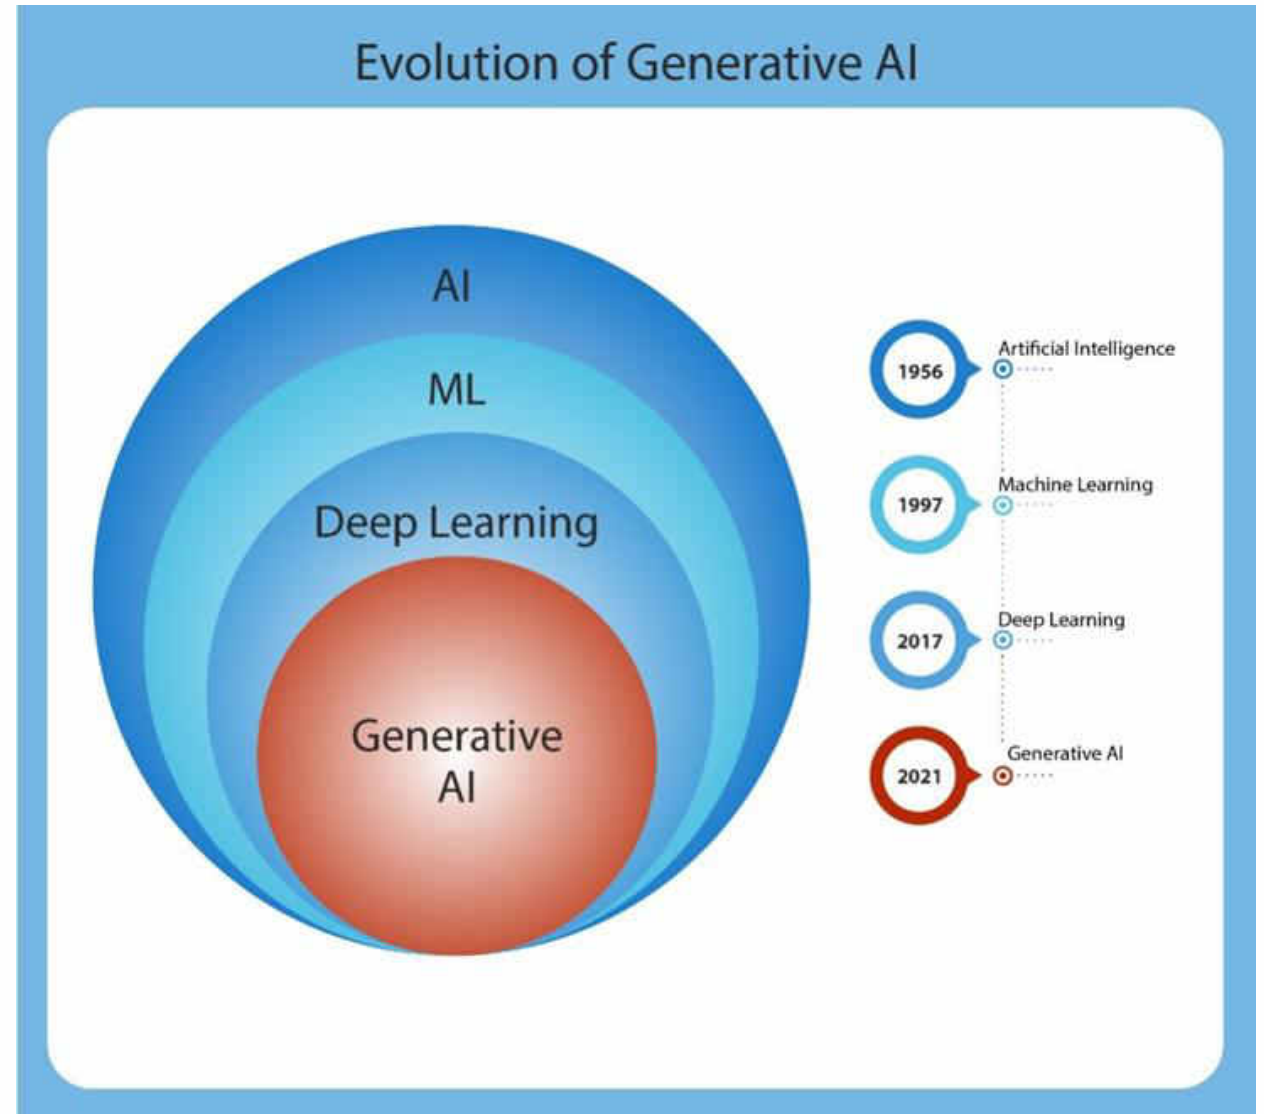 Evolution of Generative AI
AI
ML
Deep Learning
Generative
AI
1956
Artificial Intelligence
1997
Machine Learning
2017
Deep Learning
2021
Generative AI